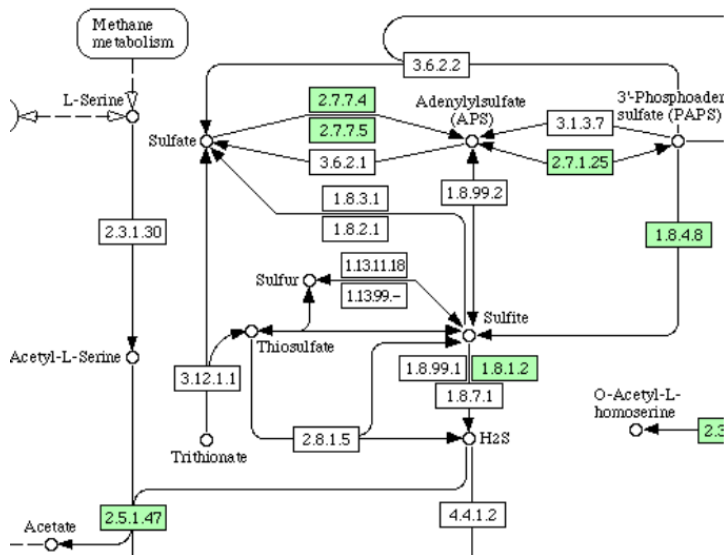 Methane
metabolism
3.6.2.2
L-Serine
2.7.7.4
Adenylylsulfate
(APS)
3'-Phosphoaden
sulfate (PAPS)
2.7.7.5
3.1.3.7
Sulfate
3.6.2.1
2.7.1.25
1.8.3.1
1.8.99.2
2.3.1.30
1.8.2.1
1.8.4.8
1.13.11.18
Sulfur
1.13.99.-
Sulfite
Thiosulfate
Acetyl-L-Serine
3.12.1.1
1.8.99.1
1.8.1.2
1.8.7.1
O-Acetyl-L-
homoserine
2.8.1.5
H2S
2.3
Trithionate
2.5.1.47
4.4.1.2
Acetate